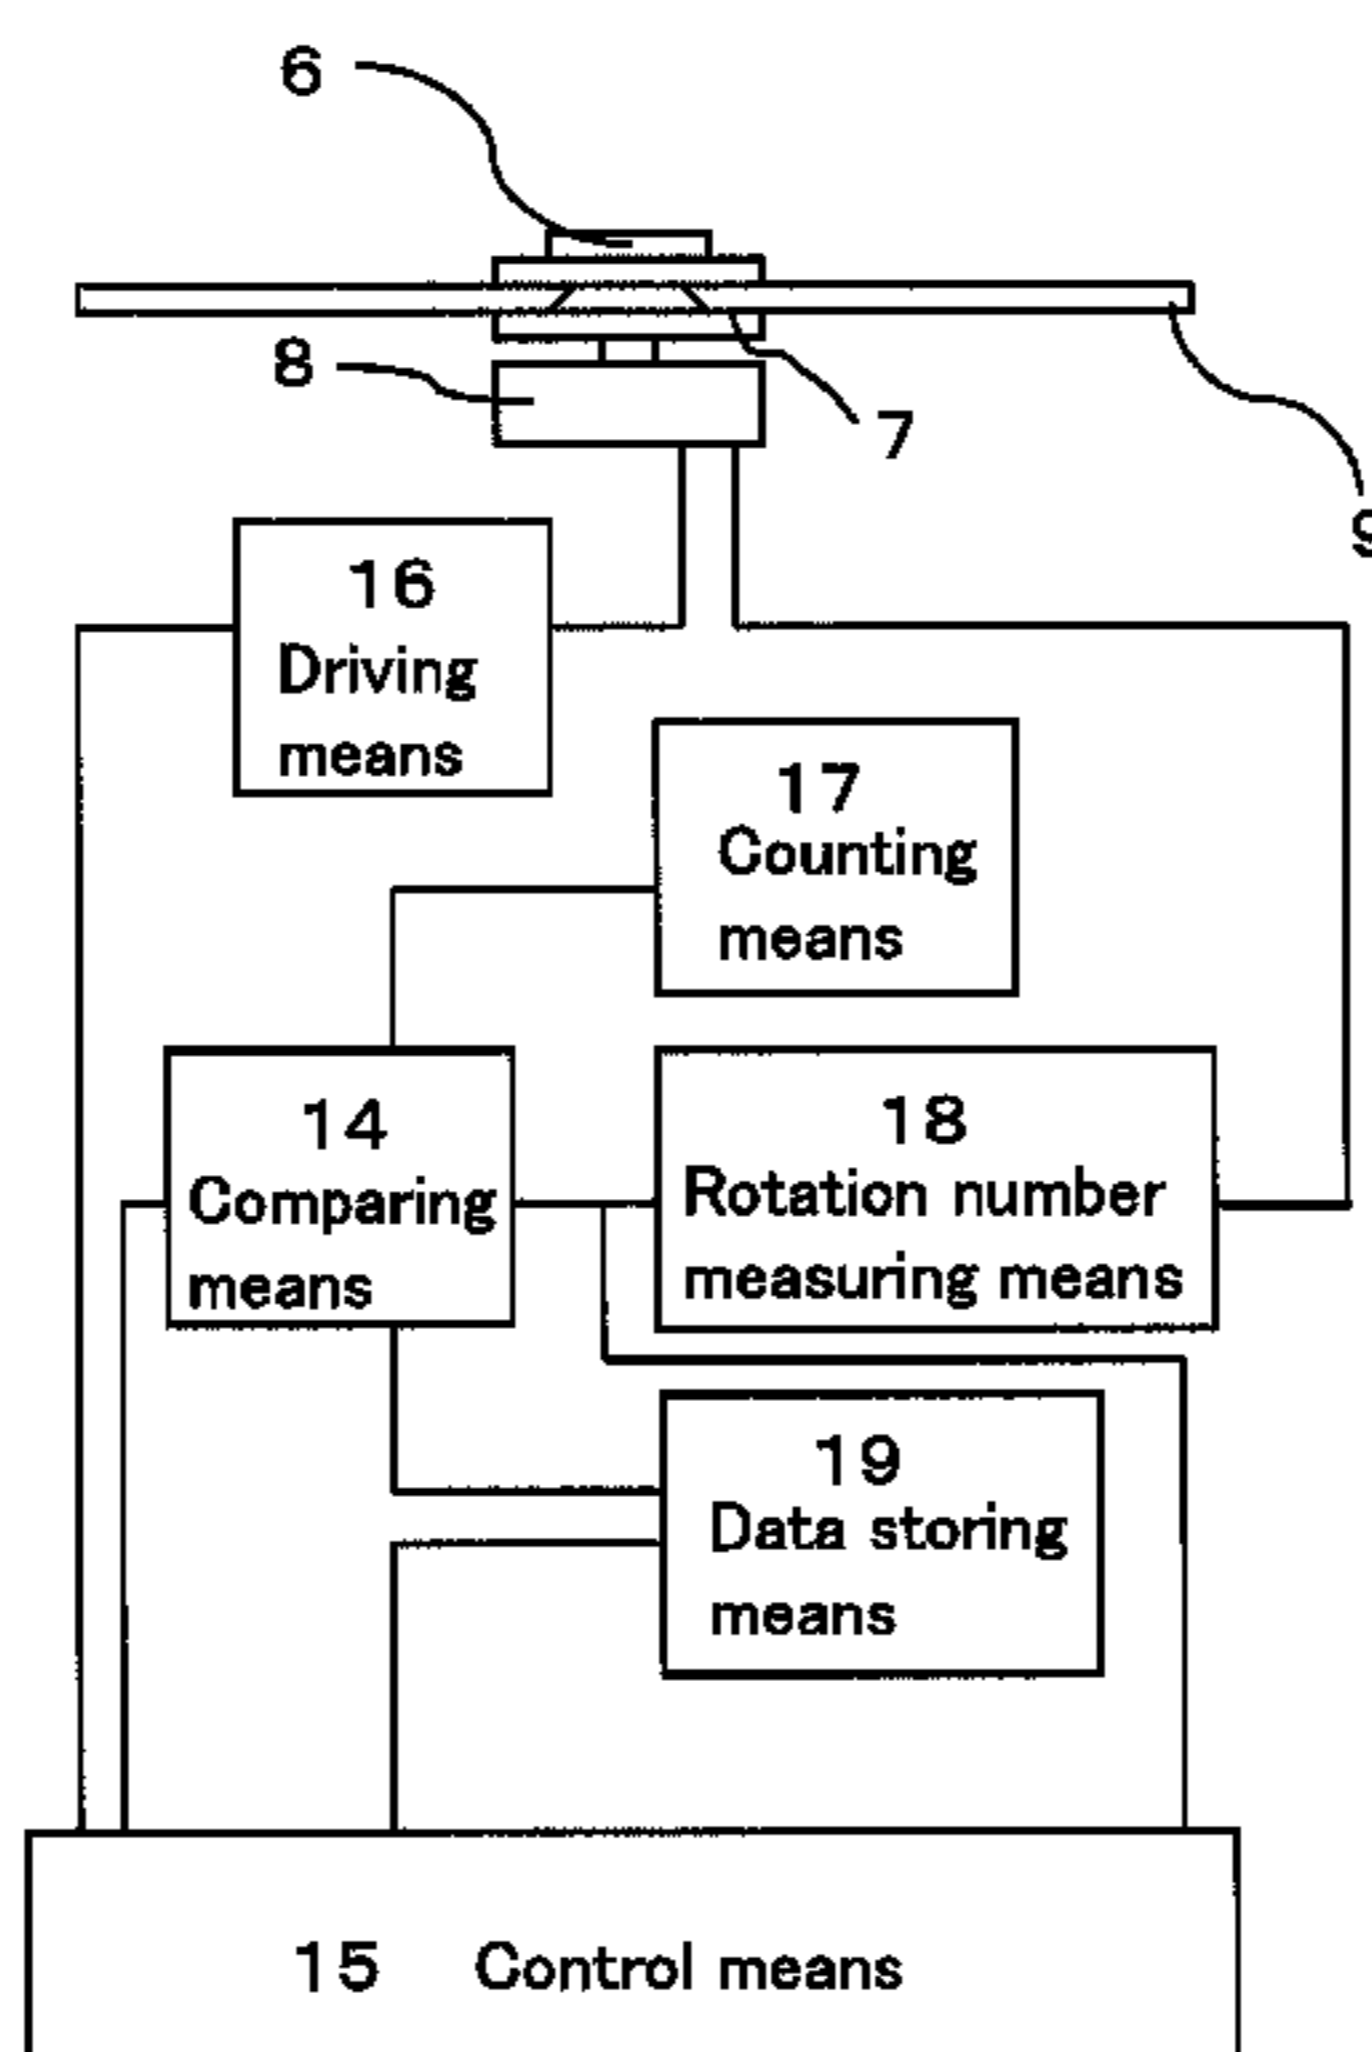 6
8
7
9
16
Driving
means
17
Counting
means
14
Comparing
means
18
Rotation number
measuring means
19
Data storing
means
15 Control means